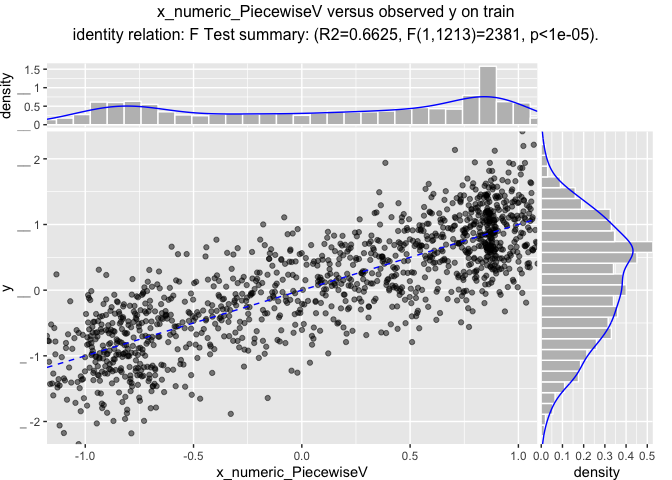 x_numeric_PiecewiseV versus observed y on train
identity relation: F Test summary: (R2=0.6625, F(1,1213)=2381, p<1e-05).
density
1.5
1.0
0.5
0
y
2
1
0
-1
-2
-1.0 -0.5 0.0 0.5 1.0
x_numeric_PiecewiseV
0.0 0.1 0.2 0.3 0.4 0.5
density